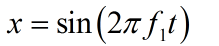 x = sin(2πf₁t)